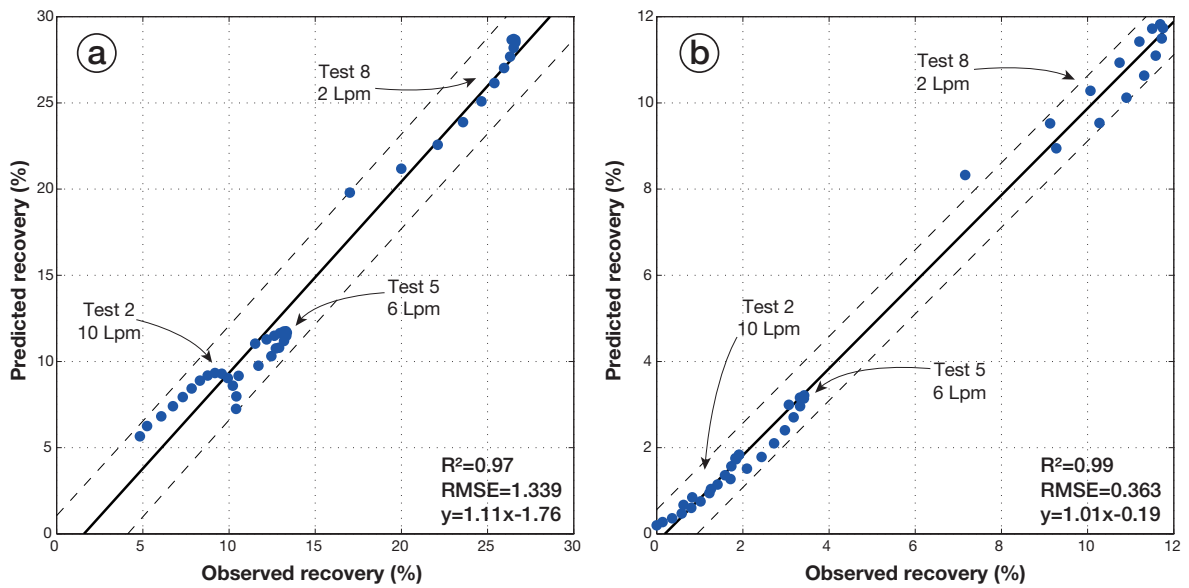 a
Predicted recovery (%)
30
25
20
15
10
5
0
Test 8
2 Lpm
Test 5
6 Lpm
Test 2
10 Lpm
R²=0.97
RMSE=1.339
y=1.11x-1.76
0 5 10 15 20 25 30
Observed recovery (%)
b
Predicted recovery (%)
12
10
8
6
4
2
0
Test 8
2 Lpm
Test 2
10 Lpm
Test 5
6 Lpm
R²=0.99
RMSE=0.363
y=1.01x-0.19
0 2 4 6 8 10 12
Observed recovery (%)